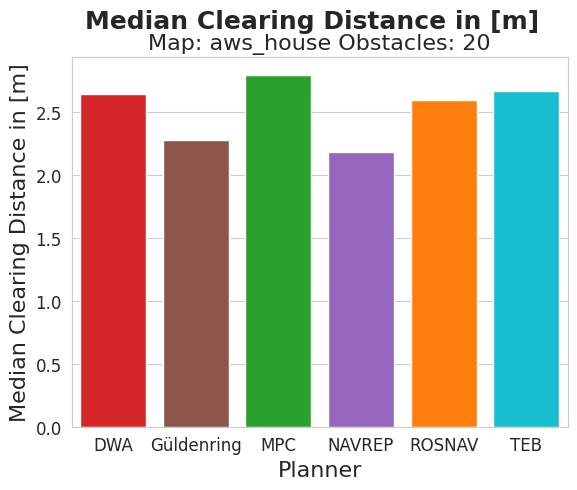 Median Clearing Distance in [m]
Map: aws_house Obstacles: 20
Median Clearing Distance in [m]
2.5
2.0
1.5
1.0
0.5
0.0
DWA Güldenring MPC NAVREP ROSNAV TEB
Planner